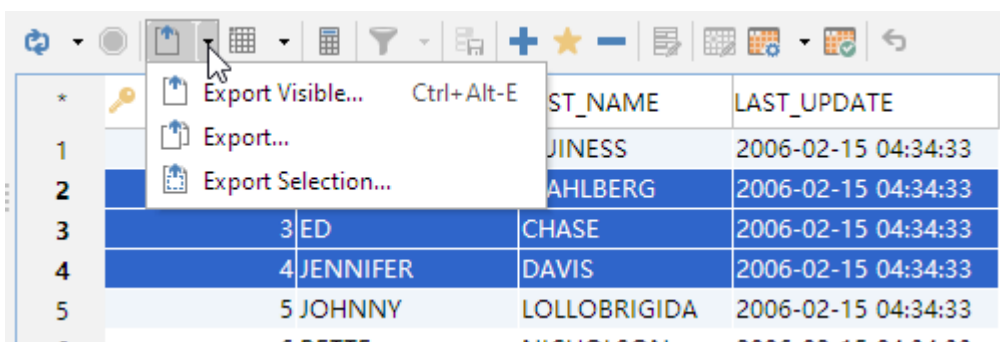 Export Visible... Ctrl+Alt-E
Export...
Export Selection...
* ST_NAME LAST_UPDATE
1 UINESS 2006-02-15 04:34:33
2 AHLBERG 2006-02-15 04:34:33
3 3 ED CHASE 2006-02-15 04:34:33
4 4 JENNIFER DAVIS 2006-02-15 04:34:33
5 5 JOHNNY LOLLOBRIGIDA 2006-02-15 04:34:33